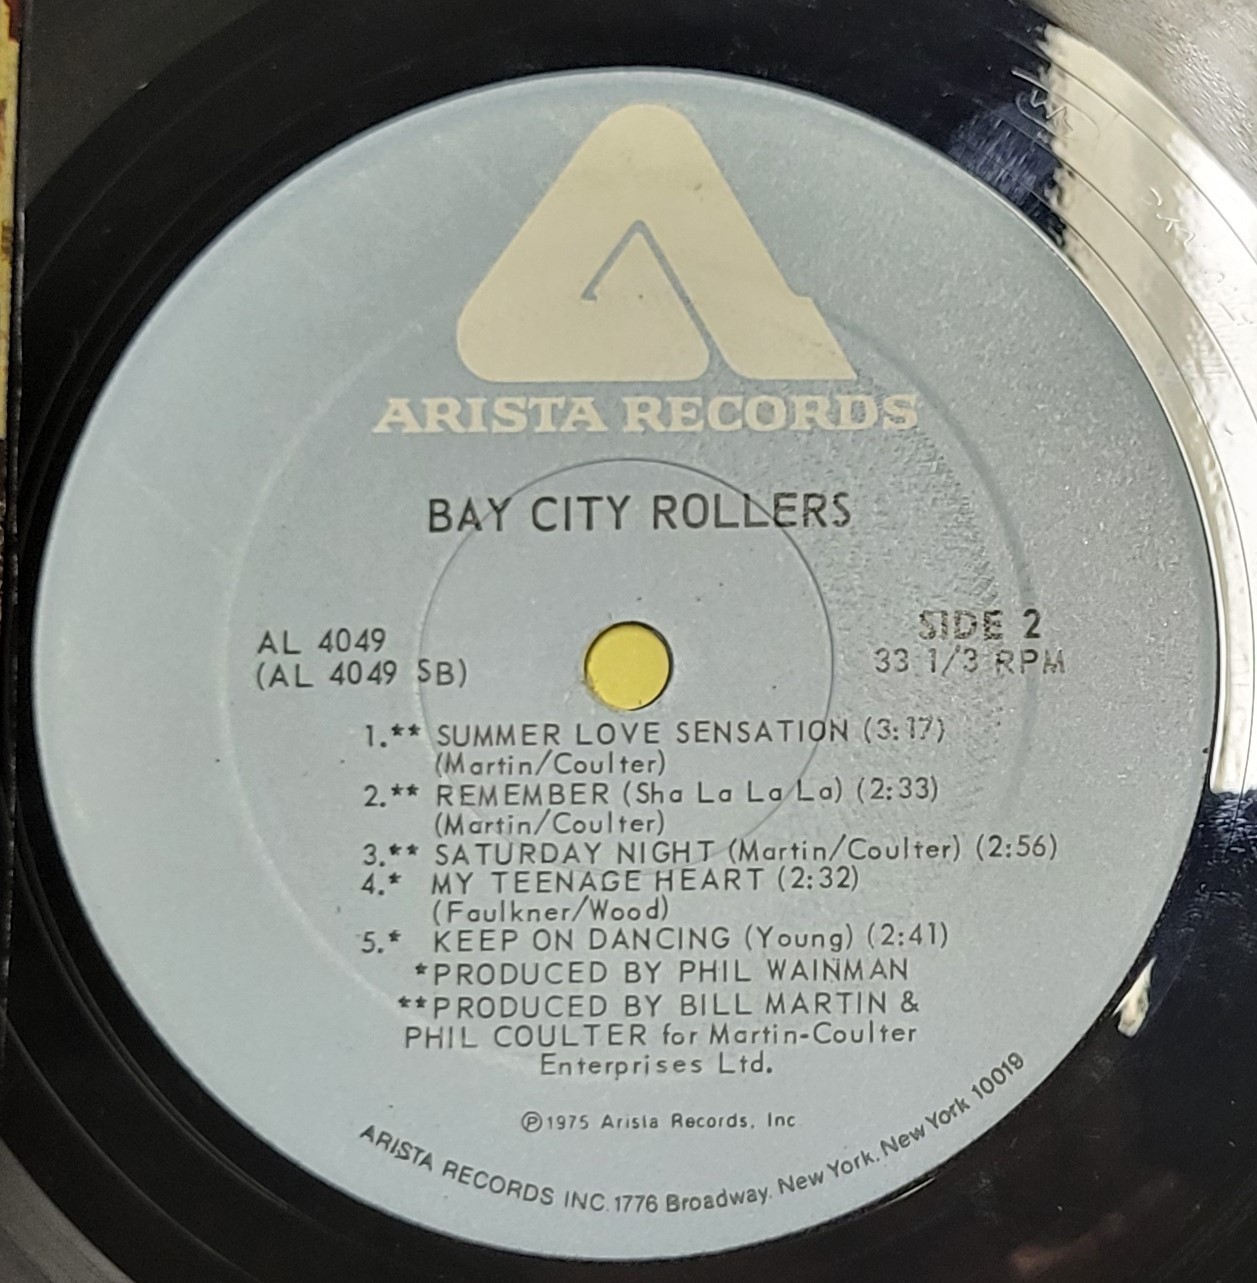 ARISTA RECORDS
BAY CITY ROLLERS
AL 4049
(AL 4049 SB)
SIDE 2
33 1/3 RPM
1.** SUMMER LOVE SENSATION (3:17)
(Martin/Coulter)
2.** REMEMBER (Sha La La La) (2:33)
(Martin/Coulter)
3.** SATURDAY NIGHT (Martin/Coulter) (2:56)
4.* MY TEENAGE HEART (2:32)
(Faulkner/Wood)
5.* KEEP ON DANCING (Young) (2:41)
*PRODUCED BY PHIL WAINMAN
**PRODUCED BY BILL MARTIN &
PHIL COULTER for Martin-Coulter
Enterprises Ltd.
Ⓟ1975 Arista Records, Inc
ARISTA RECORDS INC. 1776 Broadway, New York, New York 10019